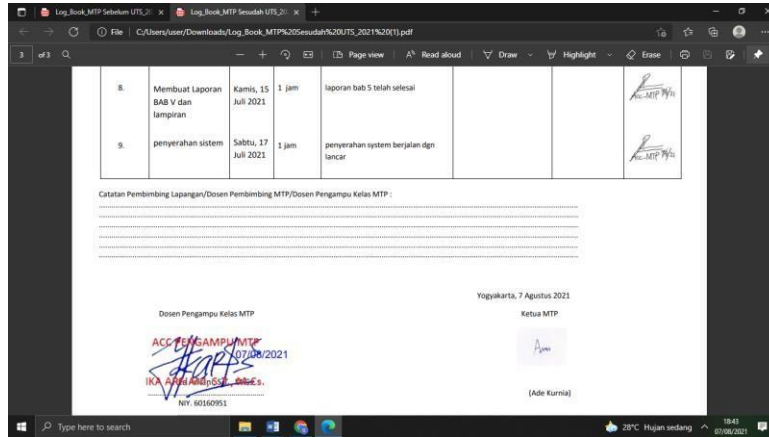 Log_Book_MTP Sebelum UTS_20
Log_Book_MTP Sesudah UTS_20
File
C:/Users/user/Downloads/Log_Book_MTP%20Sesudah%20UTS_2021%20(1).pdf
3 of 3
Page view
Read aloud
Draw
Highlight
Erase
8. Membuat Laporan Kamis, 15 1 jam laporan bab 5 telah selesai
BAB V dan Juli 2021
lampiran
Acc-MTP
9. penyerahan sistem Sabtu, 17 1 jam penyerahan system berjalan dgn
Juli 2021 lancar
Acc-MTP
Catatan Pembimbing Lapangan/Dosen Pembimbing MTP/Dosen Pengampu Kelas MTP :
Yogyakarta, 7 Agustus 2021
Dosen Pengampu Kelas MTP
Ketua MTP
ACC PENGAMPU MTP
07/08/2021
NIY. 60160951
(Ade Kurnia)
Type here to search
28°C Hujan sedang
18:43
07/08/2021